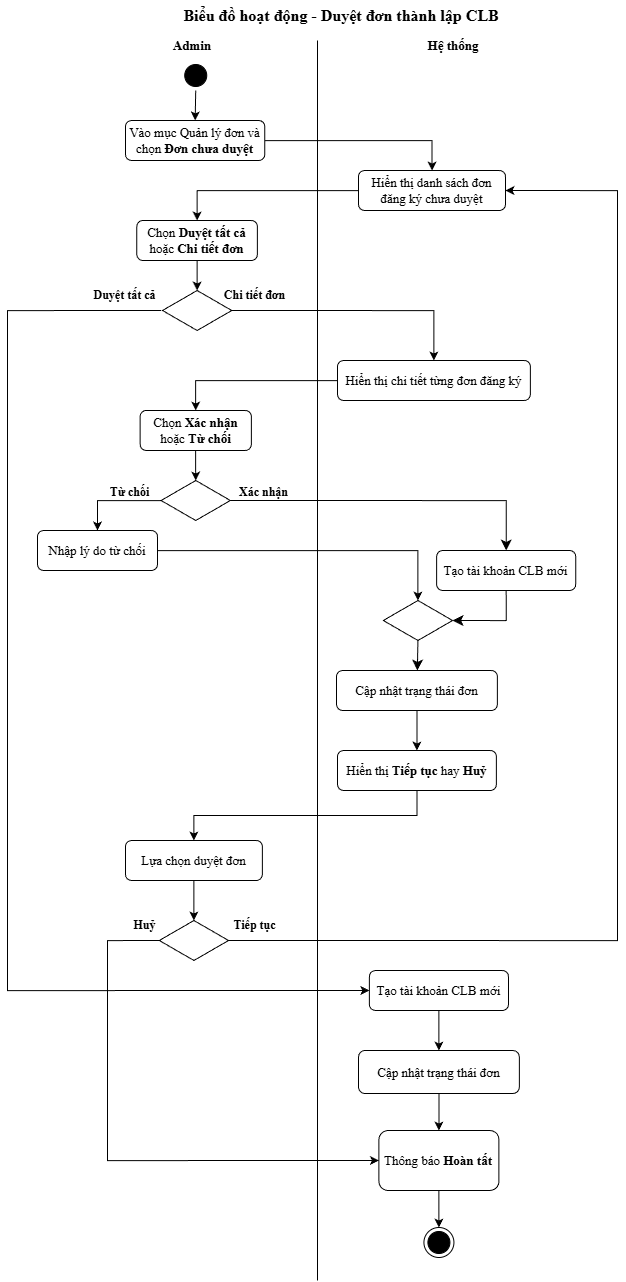 Biểu đồ hoạt động - Duyệt đơn thành lập CLB
Admin
Hệ thống
Vào mục Quản lý đơn và
chọn Đơn chưa duyệt
Hiển thị danh sách đơn
đăng ký chưa duyệt
Chọn Duyệt tất cả
hoặc Chi tiết đơn
Duyệt tất cả
Chi tiết đơn
Hiển thị chi tiết từng đơn đăng ký
Chọn Xác nhận
hoặc Từ chối
Từ chối
Xác nhận
Nhập lý do từ chối
Tạo tài khoản CLB mới
Cập nhật trạng thái đơn
Hiển thị Tiếp tục hay Huỷ
Lựa chọn duyệt đơn
Huỷ
Tiếp tục
Tạo tài khoản CLB mới
Cập nhật trạng thái đơn
Thông báo Hoàn tất